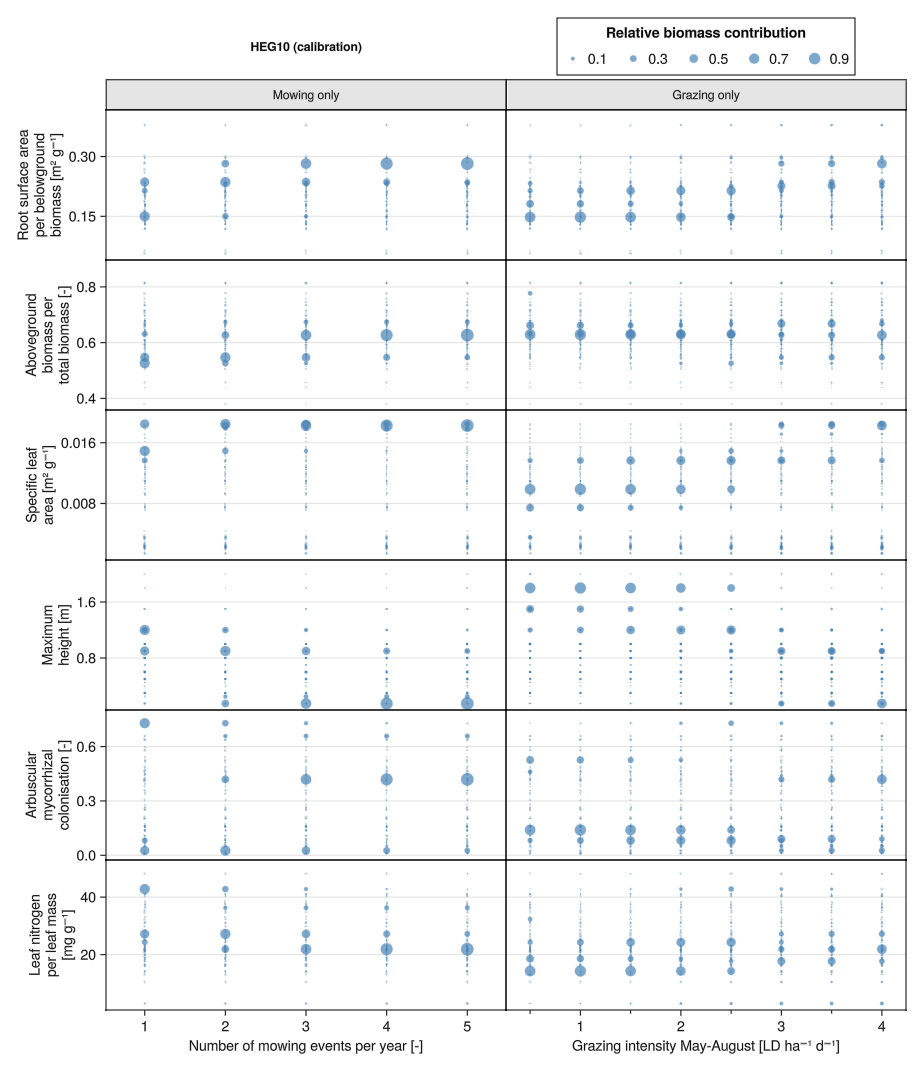 HEG10 (calibration)
Relative biomass contribution
0.1 0.3 0.5 0.7 0.9
Mowing only
Grazing only
Root surface area
per belowground
biomass [m² g⁻¹]
0.30
0.15
Aboveground
biomass per
total biomass [-]
0.8
0.6
0.4
Specific leaf
area [m² g⁻¹]
0.016
0.008
Maximum
height [m]
1.6
0.8
Arbuscular
mycorrhizal
colonisation [-]
0.6
0.3
0.0
Leaf nitrogen
per leaf mass
[mg g⁻¹]
40
20
1 2 3 4 5
1 2 3 4
Number of mowing events per year [-]
Grazing intensity May-August [LD ha⁻¹ d⁻¹]